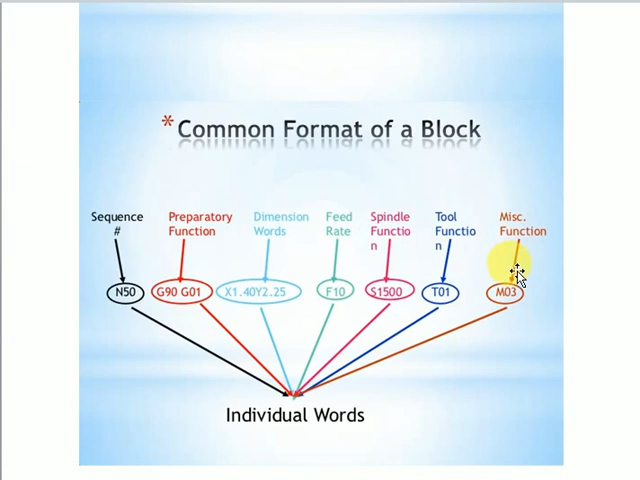 * Common Format of a Block
Sequence
#
Preparatory
Function
Dimension
Words
Feed
Rate
Spindle
Functio
n
Tool
Functio
n
Misc.
Function
N50 G90 G01 X1.40Y2.25 F10 S1500 T01 M03
Individual Words